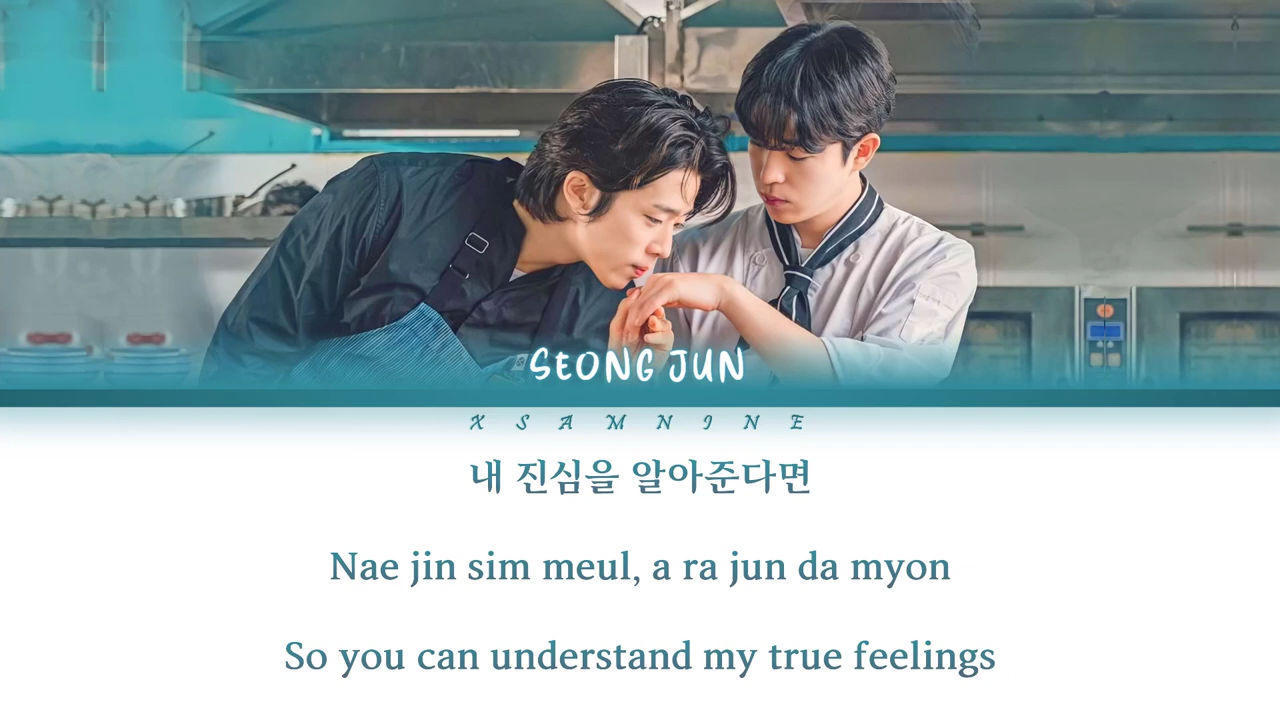 SEONG JUN
XSAMNINE
내 진심을 알아준다면
Nae jin sim meul, a ra jun da myon
So you can understand my true feelings